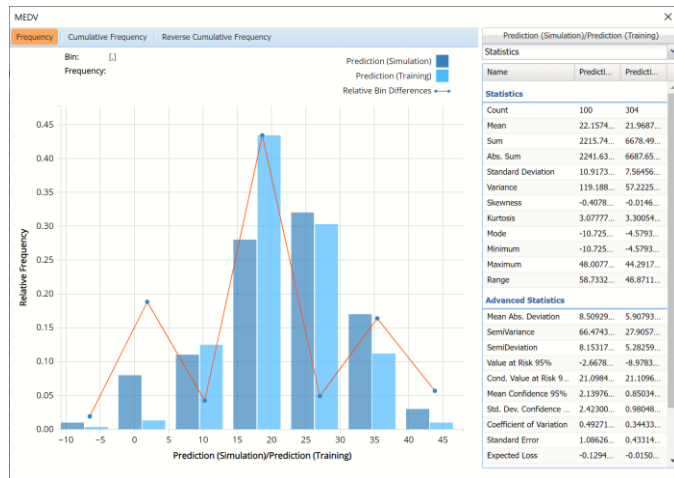 MEDV
Frequency Cumulative Frequency Reverse Cumulative Frequency
Bin: [,]
Frequency:
Prediction (Simulation)
Prediction (Training)
Relative Bin Differences
Relative Frequency
0.45
0.40
0.35
0.30
0.25
0.20
0.15
0.10
0.05
0.00
−10 −5 0 5 10 15 20 25 30 35 45
Prediction (Simulation)/Prediction (Training)
Prediction (Simulation)/Prediction (Training)
Statistics
Name Predicti... Predicti...
Statistics
Count 100 304
Mean 22.1574... 21.9687...
Sum 2215.74... 6678.49...
Abs. Sum 2241.63... 6687.65...
Standard Deviation 10.9173... 7.56456...
Variance 119.188... 57.2225...
Skewness -0.4078... -0.0146...
Kurtosis 3.07777... 3.30054...
Mode -10.725... -4.5793...
Minimum -10.725... -4.5793...
Maximum 48.0077... 44.2917...
Range 58.7332... 48.8711...
Advanced Statistics
Mean Abs. Deviation 8.50929... 5.90793...
SemiVariance 66.4743... 27.9057...
SemiDeviation 8.15317... 5.28259...
Value at Risk 95% -2.6678... -8.9783...
Cond. Value at Risk 9... 21.0984... 21.1096...
Mean Confidence 95% 2.13976... 0.85034...
Std. Dev. Confidence ... 2.42300... 0.98048...
Coefficient of Variation 0.49271... 0.34433...
Standard Error 1.08626... 0.43314...
Expected Loss -0.1294... -0.0150...